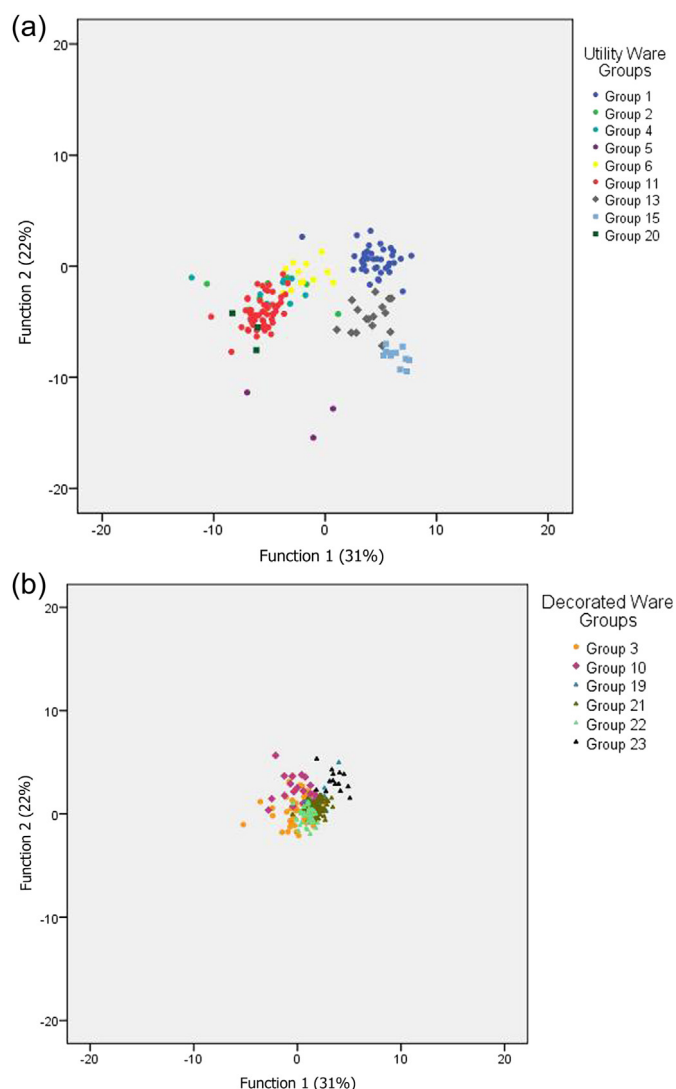 (a)
Utility Ware
Groups
Group 1
Group 2
Group 4
Group 5
Group 6
Group 11
Group 13
Group 15
Group 20
20
10
0
-10
-20
Function 2 (22%)
-20 -10 0 10 20
Function 1 (31%)
(b)
Decorated Ware
Groups
Group 3
Group 10
Group 19
Group 21
Group 22
Group 23
20
10
0
-10
-20
Function 2 (22%)
-20 -10 0 10 20
Function 1 (31%)